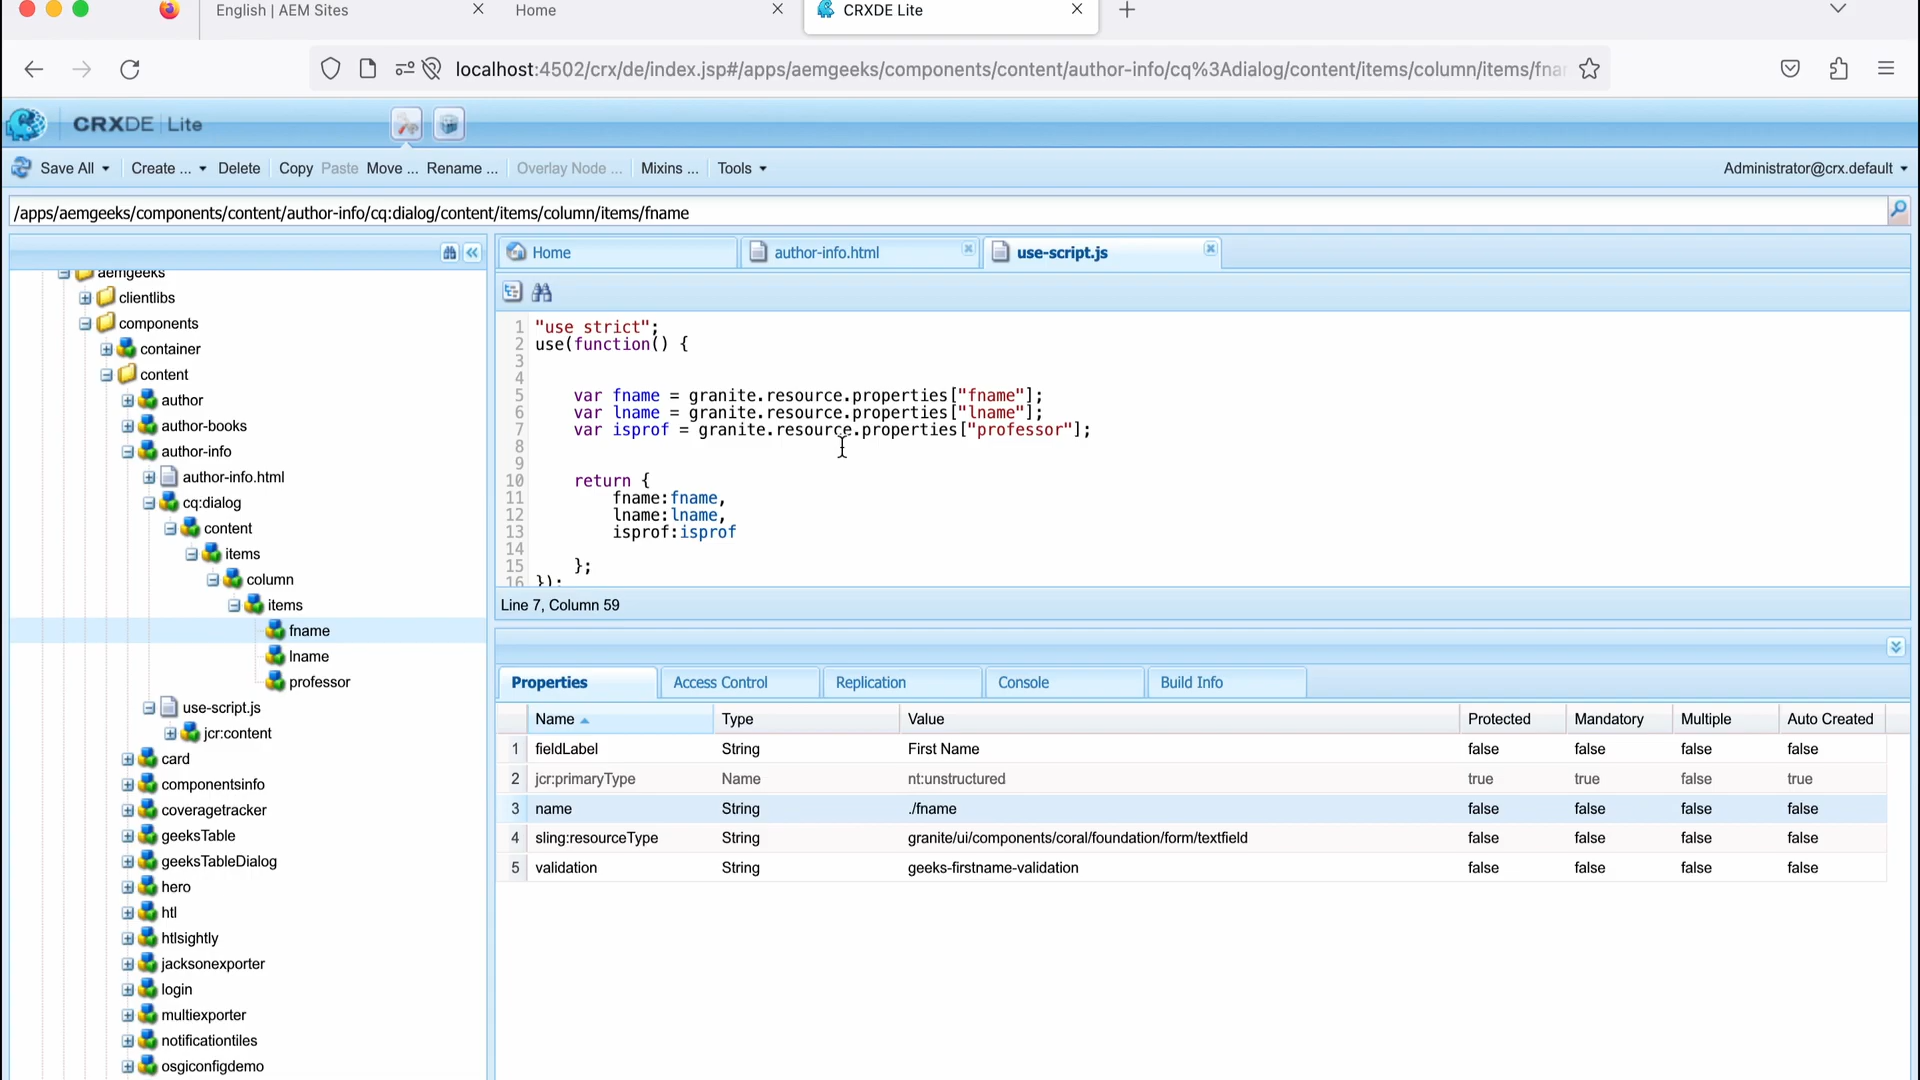 English | AEM Sites
Home
CRXDE Lite
localhost:4502/crx/de/index.jsp#/apps/aemgeeks/components/content/author-info/cq%3Adialog/content/items/column/items/fna
CRXDE | Lite
Save All
Create ...
Delete
Copy
Paste
Move ...
Rename ...
Overlay Node ...
Mixins ...
Tools
Administrator@crx.default
/apps/aemgeeks/components/content/author-info/cq:dialog/content/items/column/items/fname
aemgeeks
clientlibs
components
container
content
author
author-books
author-info
author-info.html
cq:dialog
content
items
column
items
fname
lname
professor
use-script.js
jcr:content
card
componentsinfo
coveragetracker
geeksTable
geeksTableDialog
hero
htl
htlsightly
jacksonexporter
login
multiexporter
notificationtiles
osgiconfigdemo
Home
author-info.html
use-script.js
1 "use strict";
2 use(function() {
3
4
5 var fname = granite.resource.properties["fname"];
6 var lname = granite.resource.properties["lname"];
7 var isprof = granite.resource.properties["professor"];
8
9
10 return {
11 fname:fname,
12 lname:lname,
13 isprof:isprof
14
15 };
16 });
Line 7, Column 59
Properties
Access Control
Replication
Console
Build Info
Name Type Value Protected Mandatory Multiple Auto Created
1 fieldLabel String First Name false false false false
2 jcr:primaryType Name nt:unstructured true true false true
3 name String ./fname false false false false
4 sling:resourceType String granite/ui/components/coral/foundation/form/textfield false false false false
5 validation String geeks-firstname-validation false false false false